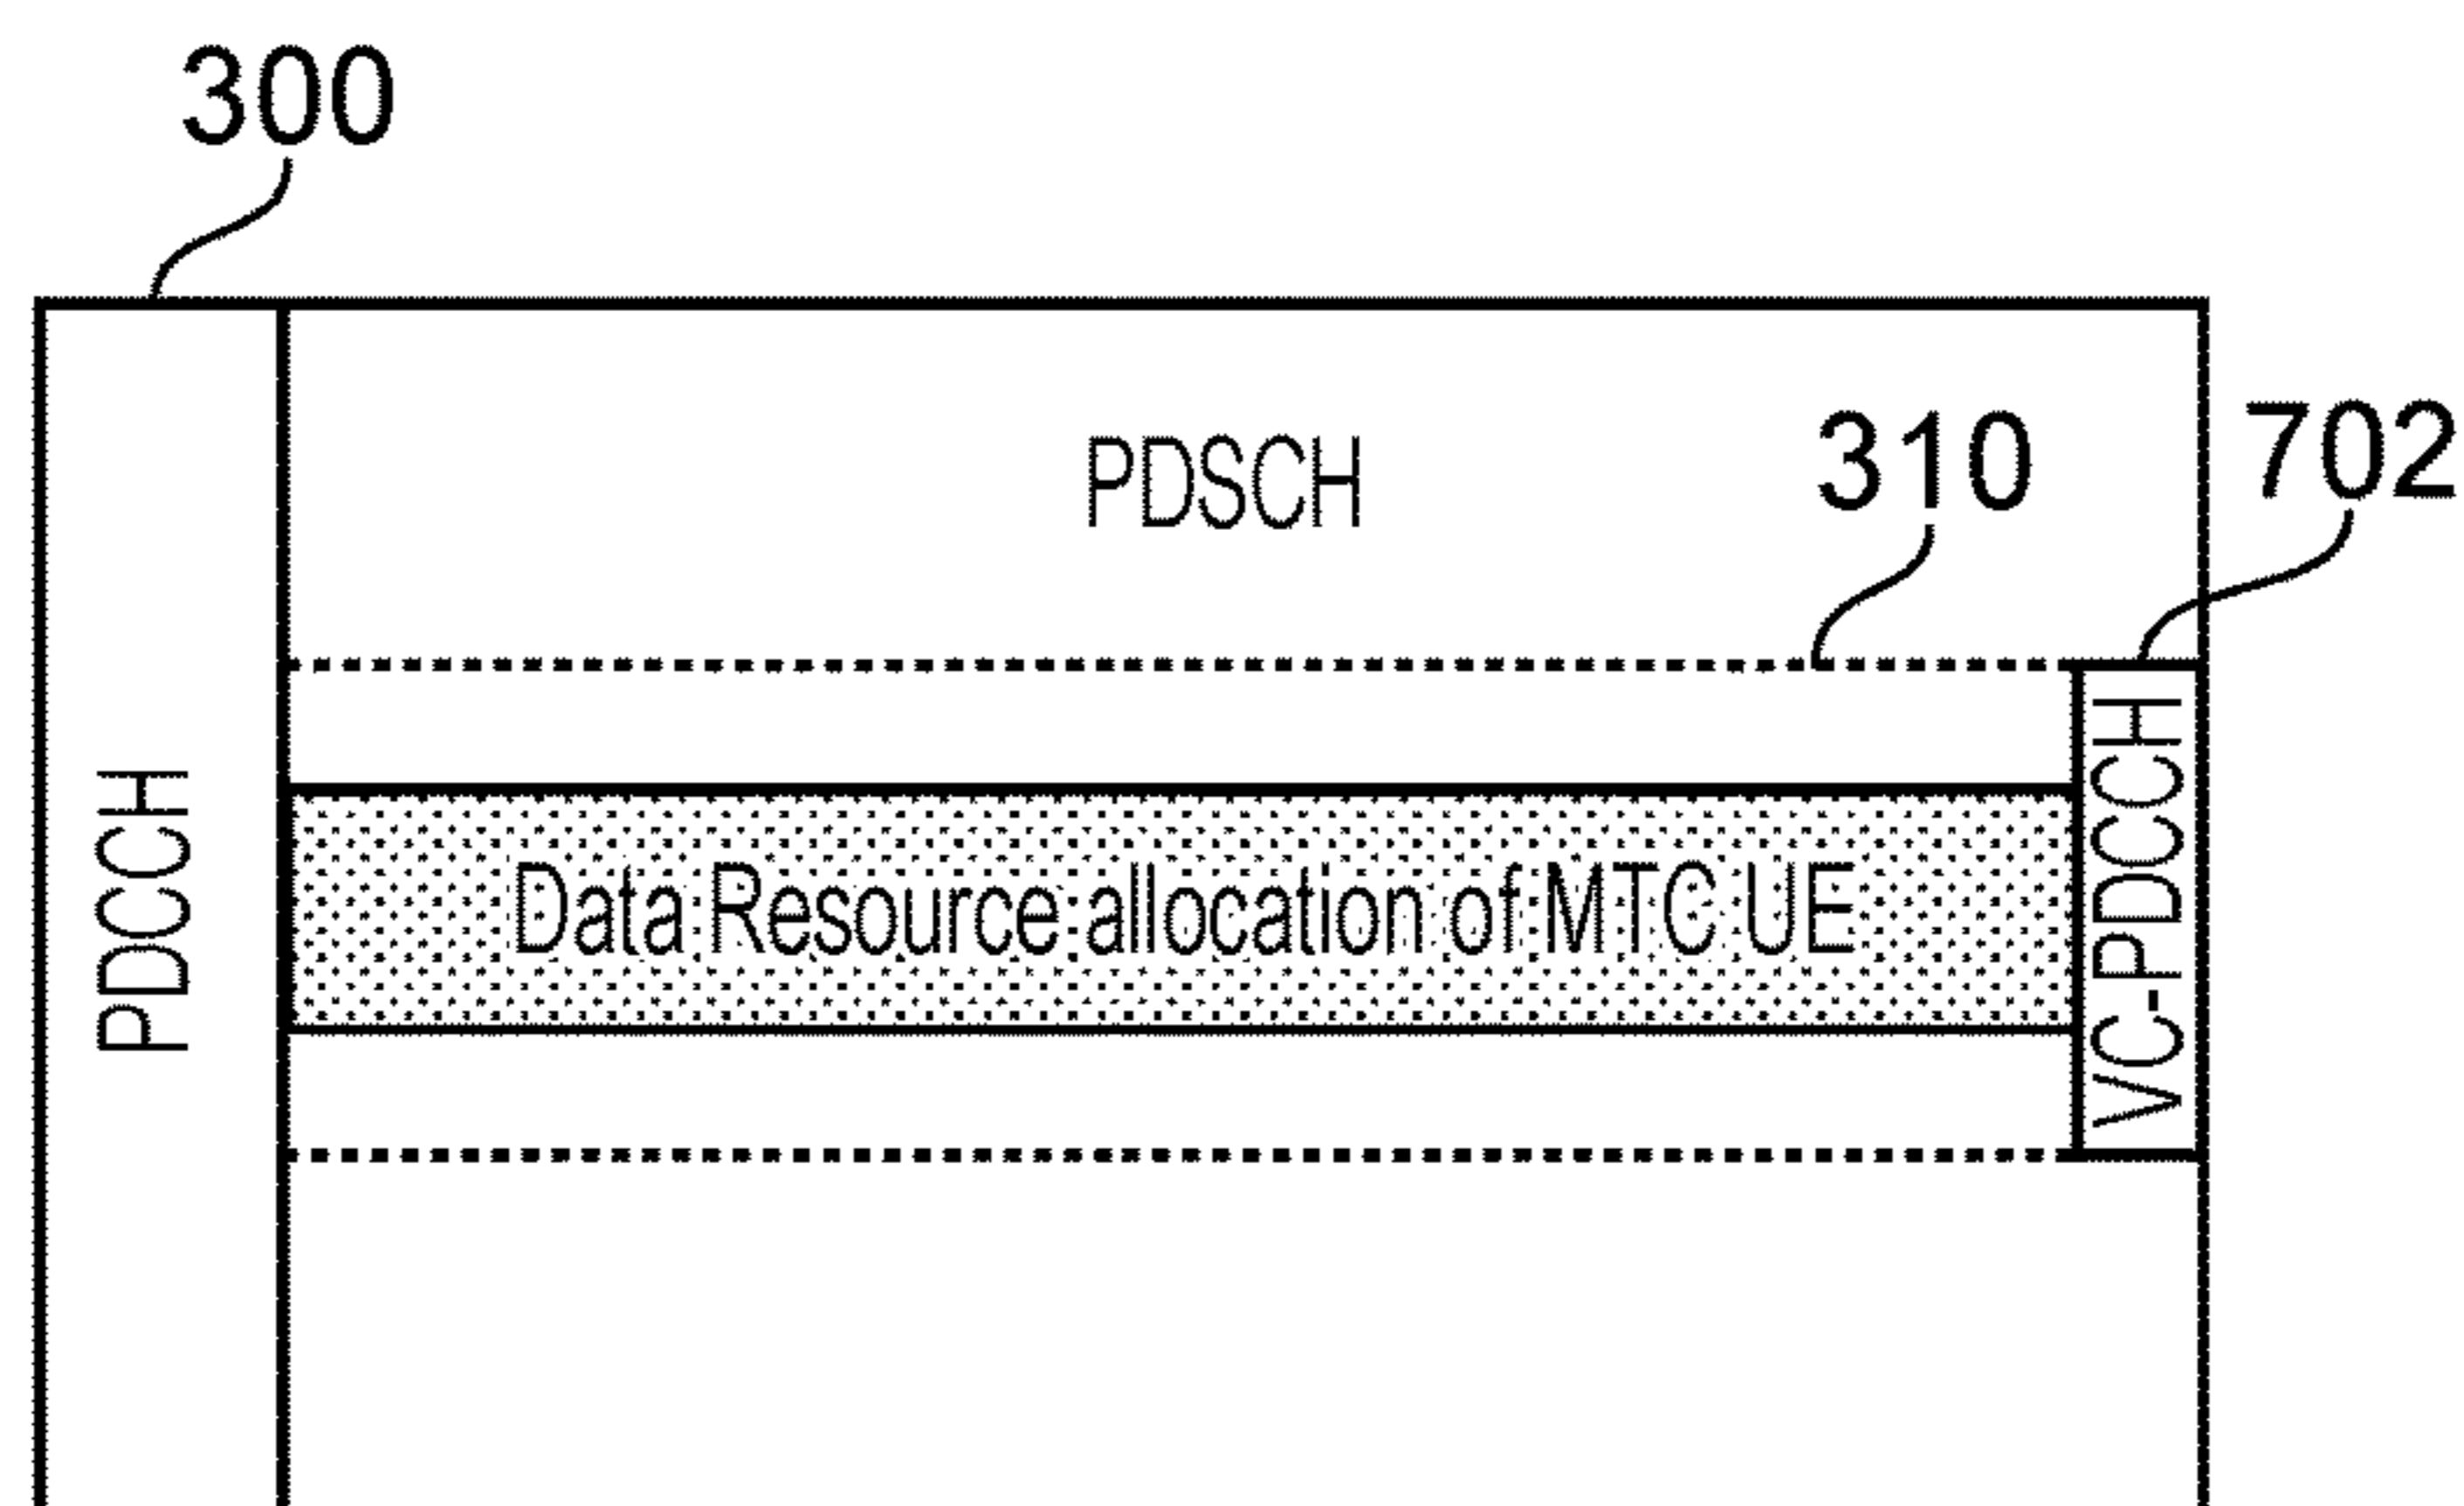 300
PDSCH
310
702
PDCCH
Data Resource allocation of MTC UE
VC-PDCCH